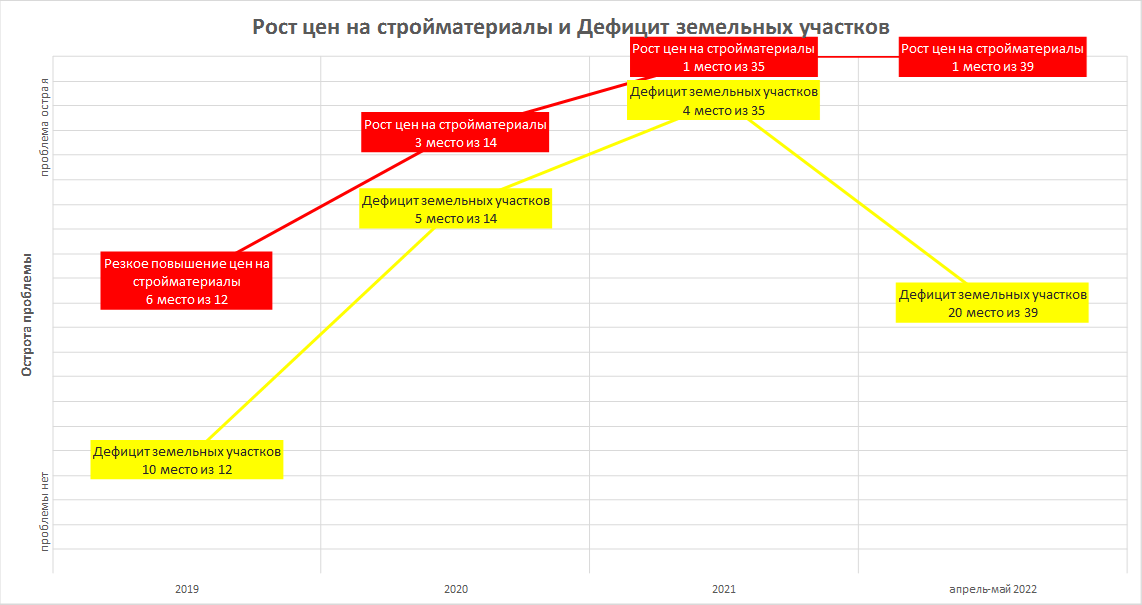 Рост цен на стройматериалы и Дефицит земельных участков
Острота проблемы
проблема острая
проблемы нет
Резкое повышение цен на
стройматериалы
6 место из 12
Дефицит земельных участков
10 место из 12
Рост цен на стройматериалы
3 место из 14
Дефицит земельных участков
5 место из 14
Рост цен на стройматериалы
1 место из 35
Дефицит земельных участков
4 место из 35
Рост цен на стройматериалы
1 место из 39
Дефицит земельных участков
20 место из 39
2019
2020
2021
апрель-май 2022